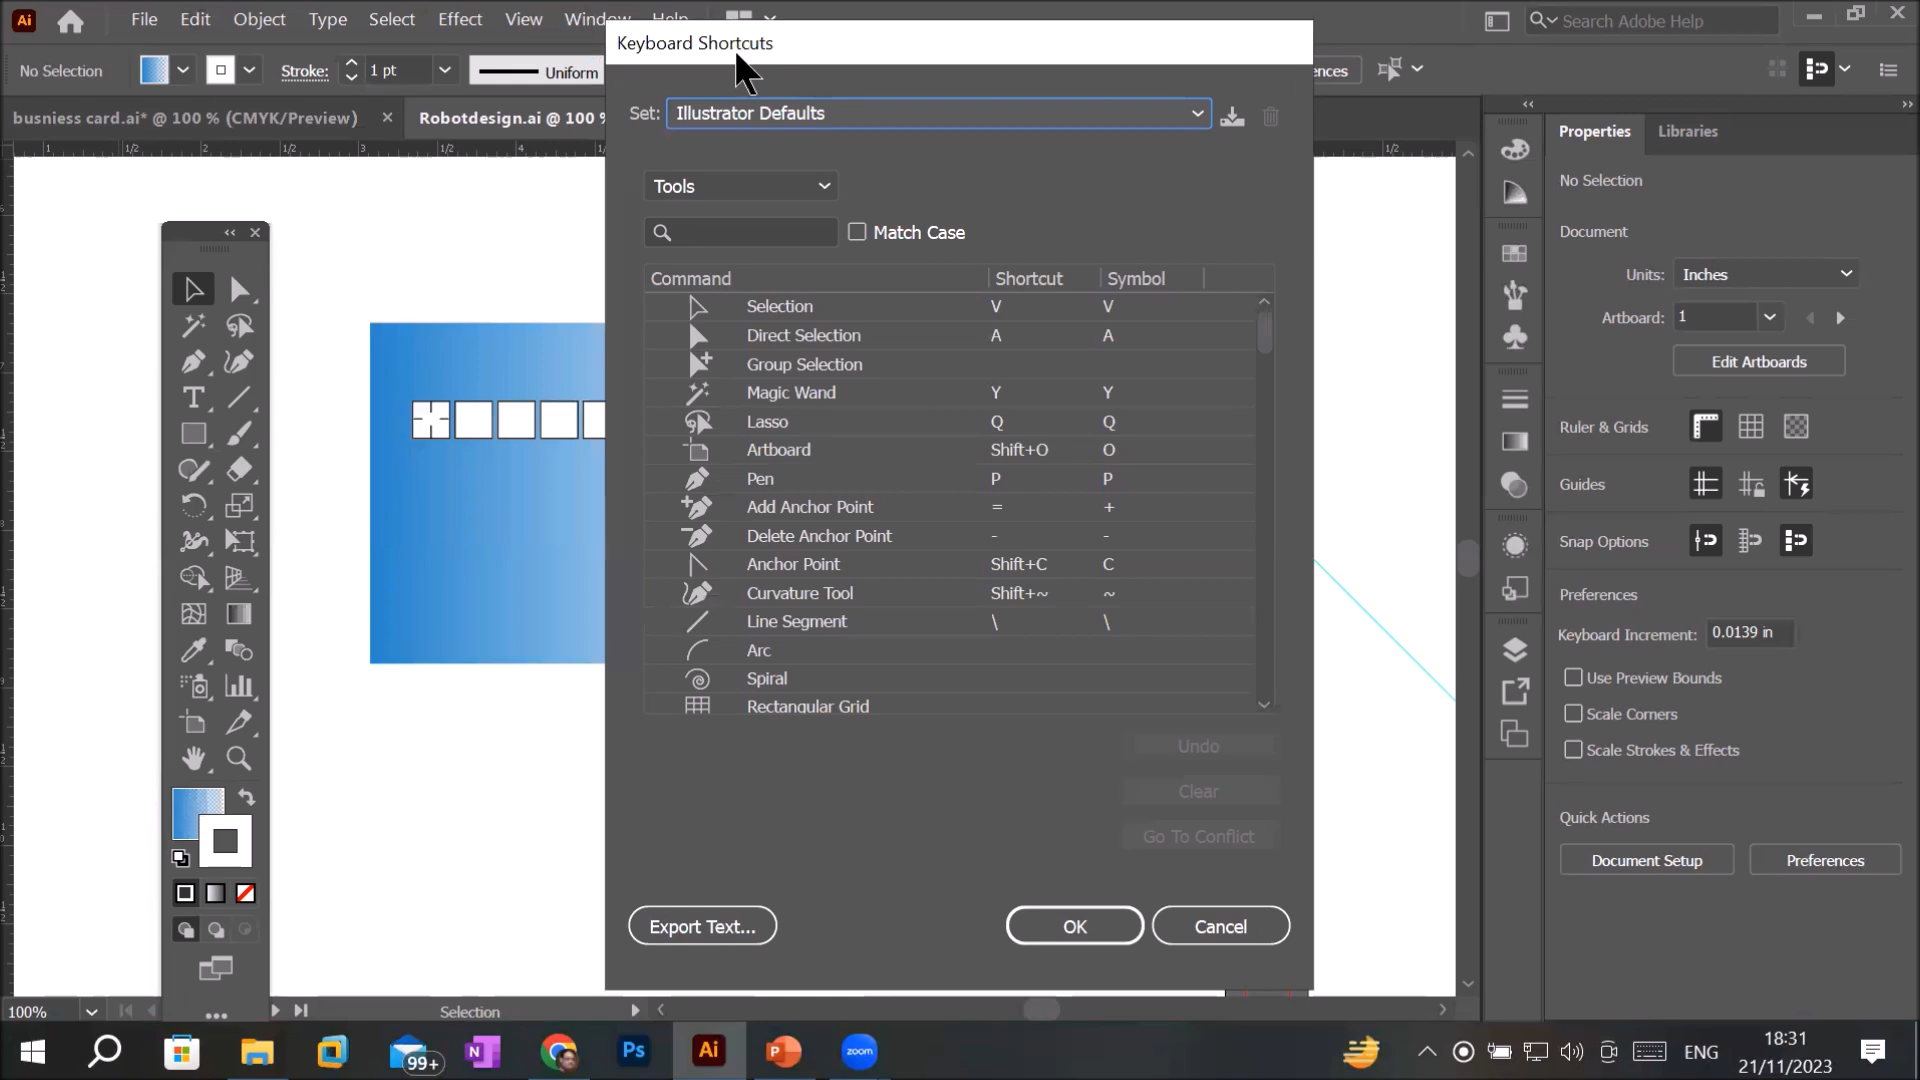 Ai File Edit Object Type Select Effect View Window Help Search Adobe Help
Keyboard Shortcuts
No Selection Stroke: 1 pt Uniform
Set: Illustrator Defaults
busniess card.ai* @ 100 % (CMYK/Preview) Robotdesign.ai @ 100 %
Properties Libraries
No Selection
Tools
Match Case
Command Shortcut Symbol
Selection V V
Direct Selection A A
Group Selection
Magic Wand Y Y
Lasso Q Q
Artboard Shift+O O
Pen P P
Add Anchor Point = +
Delete Anchor Point - -
Anchor Point Shift+C C
Curvature Tool Shift+~ ~
Line Segment \ \
Arc
Spiral
Rectangular Grid
Undo
Clear
Go To Conflict
Export Text... OK Cancel
Document
Units: Inches
Artboard: 1
Edit Artboards
Ruler & Grids
Guides
Snap Options
Preferences
Keyboard Increment: 0.0139 in
Use Preview Bounds
Scale Corners
Scale Strokes & Effects
Quick Actions
Document Setup Preferences
100% Selection
99+ N Ps Ai P zoom ENG 18:31
21/11/2023